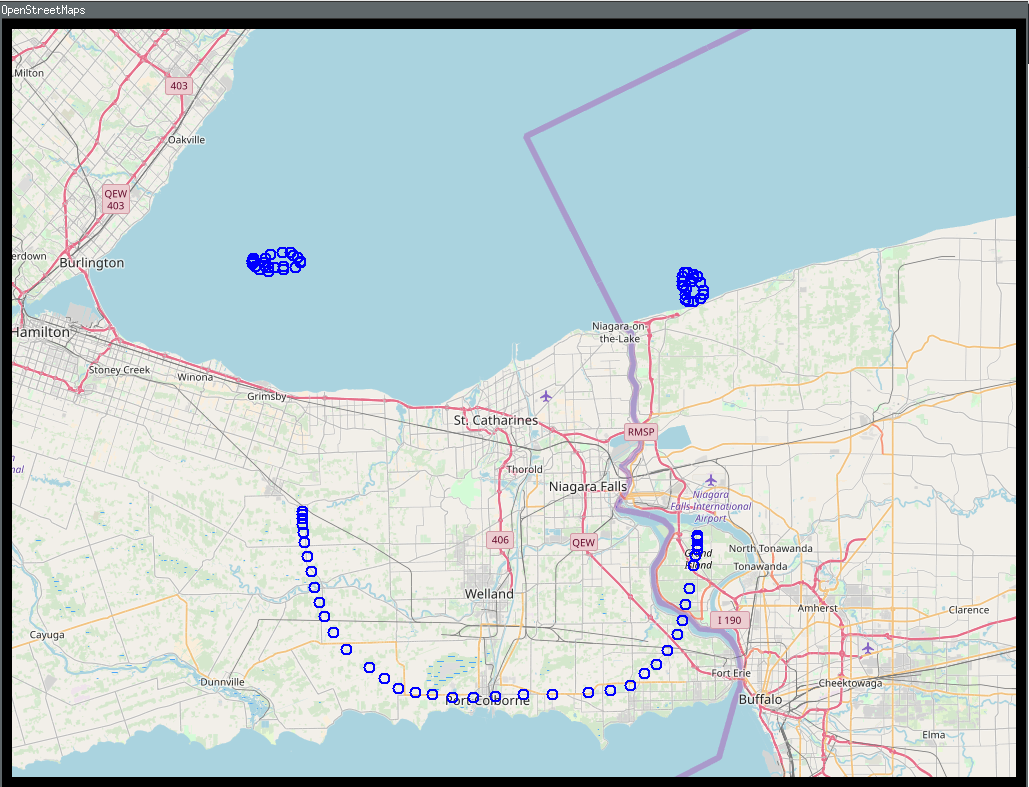 OpenStreetMaps
Milton
403
Oakville
QEW
403
erdown
Burlington
Hamilton
Niagara-on-
the-Lake
Stoney Creek
Winona
Grimsby
St. Catharines
RMSP
nal
Thorold
Niagara Falls
Niagara
Falls-International
Airport
406
QEW
Grand
Island
North Tonawanda
Tonawanda
Welland
I 190
Amherst
Clarence
Cayuga
Dunnville
Fort Erie
Cheektowaga
Port Colborne
Buffalo
Elma